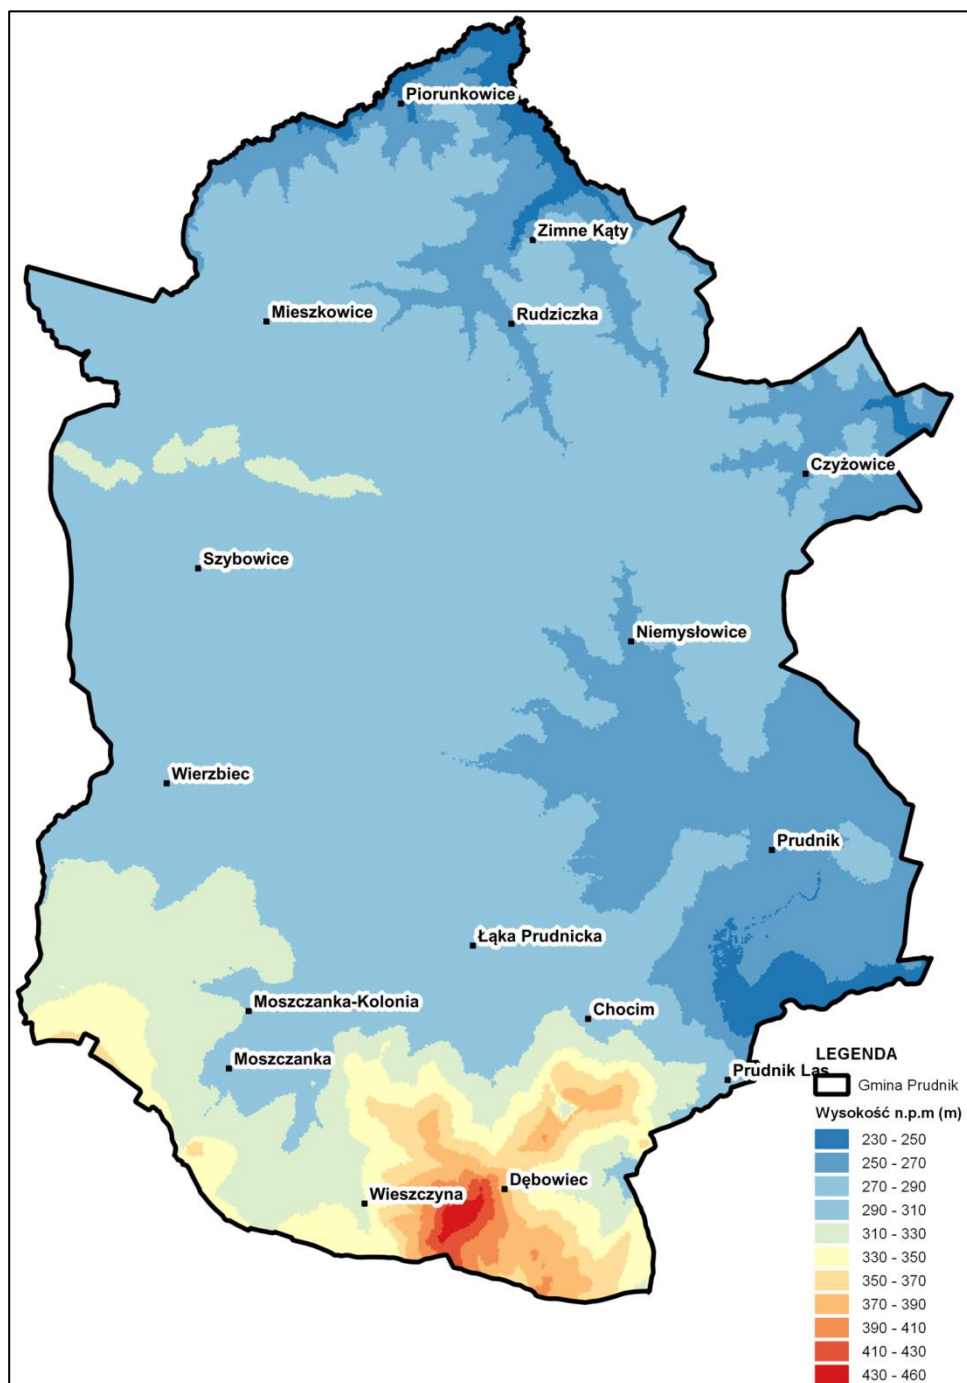 Piorunkowice
Zimne Kąty
Mieszkowice
Rudziczka
Czyżowice
Szybowice
Niemysłowice
Wierzbiec
Prudnik
Łąka Prudnicka
Moszczanka-Kolonia
Chocim
Moszczanka
Prudnik Las
Dębowiec
Wieszczyna
LEGENDA
Gmina Prudnik
Wysokość n.p.m (m)
230 - 250
250 - 270
270 - 290
290 - 310
310 - 330
330 - 350
350 - 370
370 - 390
390 - 410
410 - 430
430 - 460